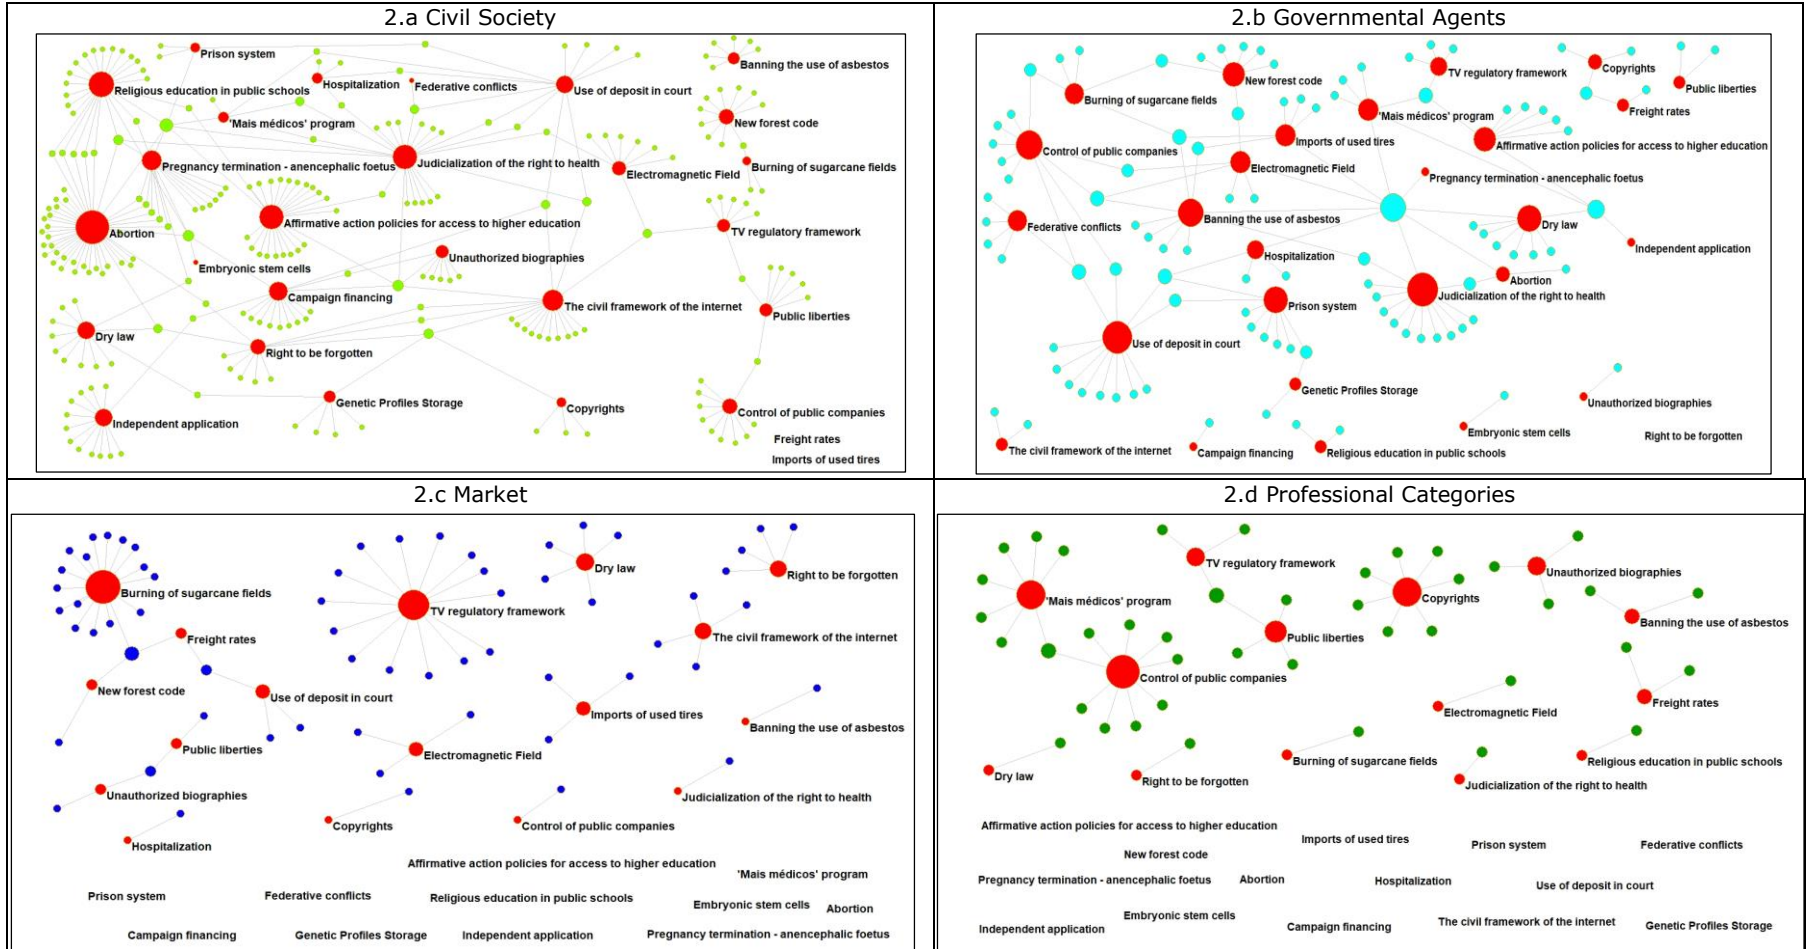 2.a Civil Society
Prison system
Religious education in public schools
Hospitalization
Federative conflicts
Use of deposit in court
Banning the use of asbestos
'Mais médicos' program
New forest code
Pregnancy termination - anencephalic foetus
Judicialization of the right to health
Electromagnetic Field
Burning of sugarcane fields
Abortion
Affirmative action policies for access to higher education
TV regulatory framework
Embryonic stem cells
Unauthorized biographies
Campaign financing
The civil framework of the internet
Public liberties
Dry law
Right to be forgotten
Genetic Profiles Storage
Copyrights
Control of public companies
Independent application
Freight rates
Imports of used tires
2.b Governmental Agents
New forest code
TV regulatory framework
Copyrights
Public liberties
Burning of sugarcane fields
'Mais médicos' program
Freight rates
Control of public companies
Imports of used tires
Affirmative action policies for access to higher education
Electromagnetic Field
Pregnancy termination - anencephalic foetus
Federative conflicts
Banning the use of asbestos
Dry law
Independent application
Hospitalization
Abortion
Prison system
Judicialization of the right to health
Use of deposit in court
Genetic Profiles Storage
Unauthorized biographies
The civil framework of the internet
Campaign financing
Religious education in public schools
Embryonic stem cells
Right to be forgotten
2.c Market
Burning of sugarcane fields
TV regulatory framework
Dry law
Right to be forgotten
Freight rates
The civil framework of the internet
New forest code
Use of deposit in court
Imports of used tires
Banning the use of asbestos
Public liberties
Electromagnetic Field
Unauthorized biographies
Judicialization of the right to health
Copyrights
Control of public companies
Hospitalization
Affirmative action policies for access to higher education
'Mais médicos' program
Prison system
Federative conflicts
Religious education in public schools
Embryonic stem cells
Abortion
Campaign financing
Genetic Profiles Storage
Independent application
Pregnancy termination - anencephalic foetus
2.d Professional Categories
TV regulatory framework
Unauthorized biographies
'Mais médicos' program
Copyrights
Banning the use of asbestos
Public liberties
Control of public companies
Electromagnetic Field
Freight rates
Dry law
Right to be forgotten
Burning of sugarcane fields
Religious education in public schools
Judicialization of the right to health
Affirmative action policies for access to higher education
Imports of used tires
Prison system
Federative conflicts
New forest code
Pregnancy termination - anencephalic foetus
Abortion
Hospitalization
Use of deposit in court
Independent application
Embryonic stem cells
Campaign financing
The civil framework of the internet
Genetic Profiles Storage